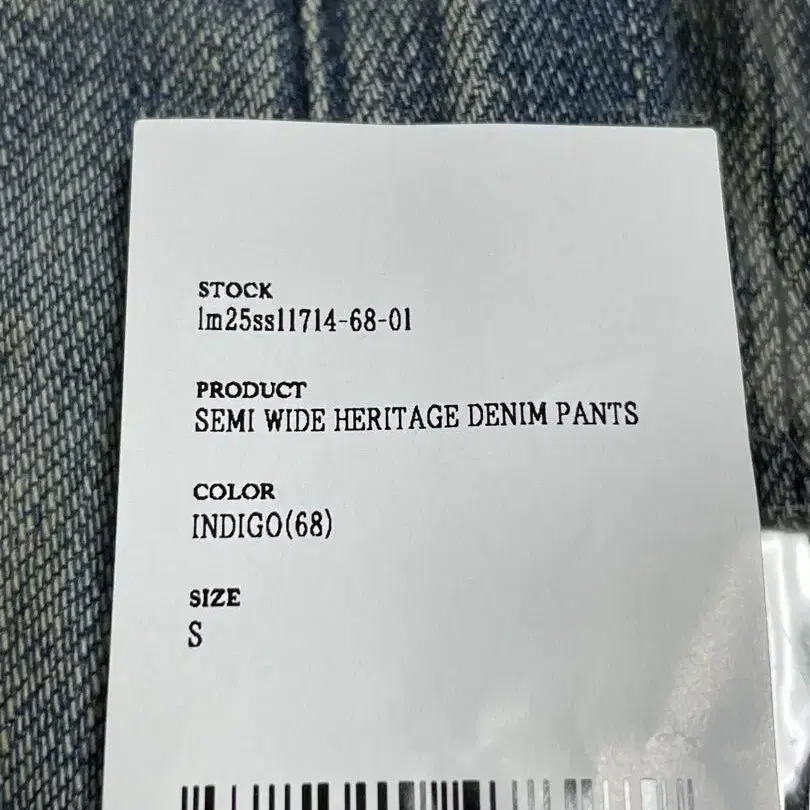 STOCK
lm25ss11714-68-01
PRODUCT
SEMI WIDE HERITAGE DENIM PANTS
COLOR
INDIGO(68)
SIZE
S